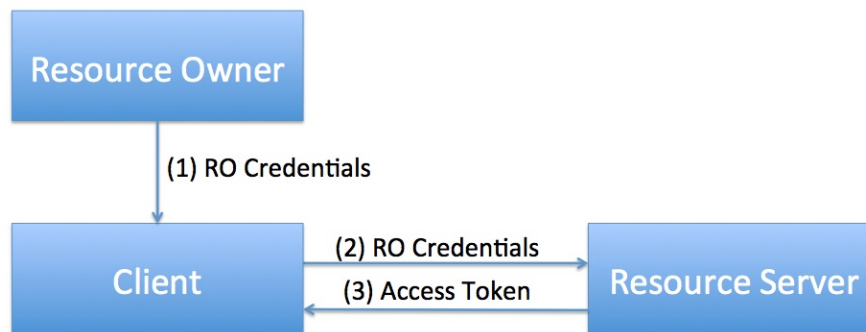 Resource Owner
(1) RO Credentials
Client
(2) RO Credentials
(3) Access Token
Resource Server